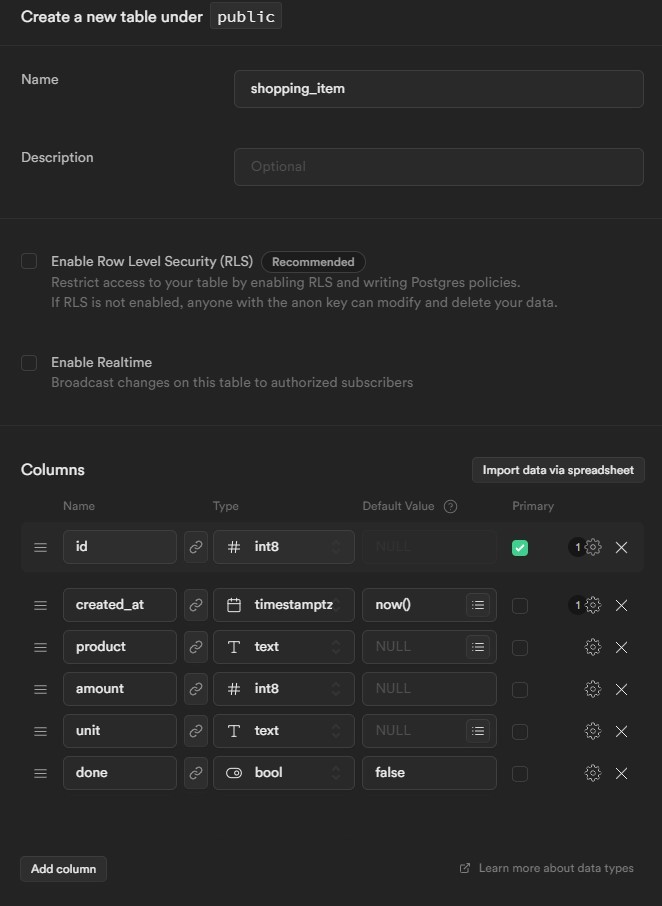 Create a new table under public
Name
shopping_item
Description
Optional
Enable Row Level Security (RLS) Recommended
Restrict access to your table by enabling RLS and writing Postgres policies.
If RLS is not enabled, anyone with the anon key can modify and delete your data.
Enable Realtime
Broadcast changes on this table to authorized subscribers
Columns
Import data via spreadsheet
Name Type Default Value ? Primary
id # int8 NULL 1
created_at timestamptz now() 1
product T text NULL
amount # int8 NULL
unit T text NULL
done bool false
Add column
Learn more about data types